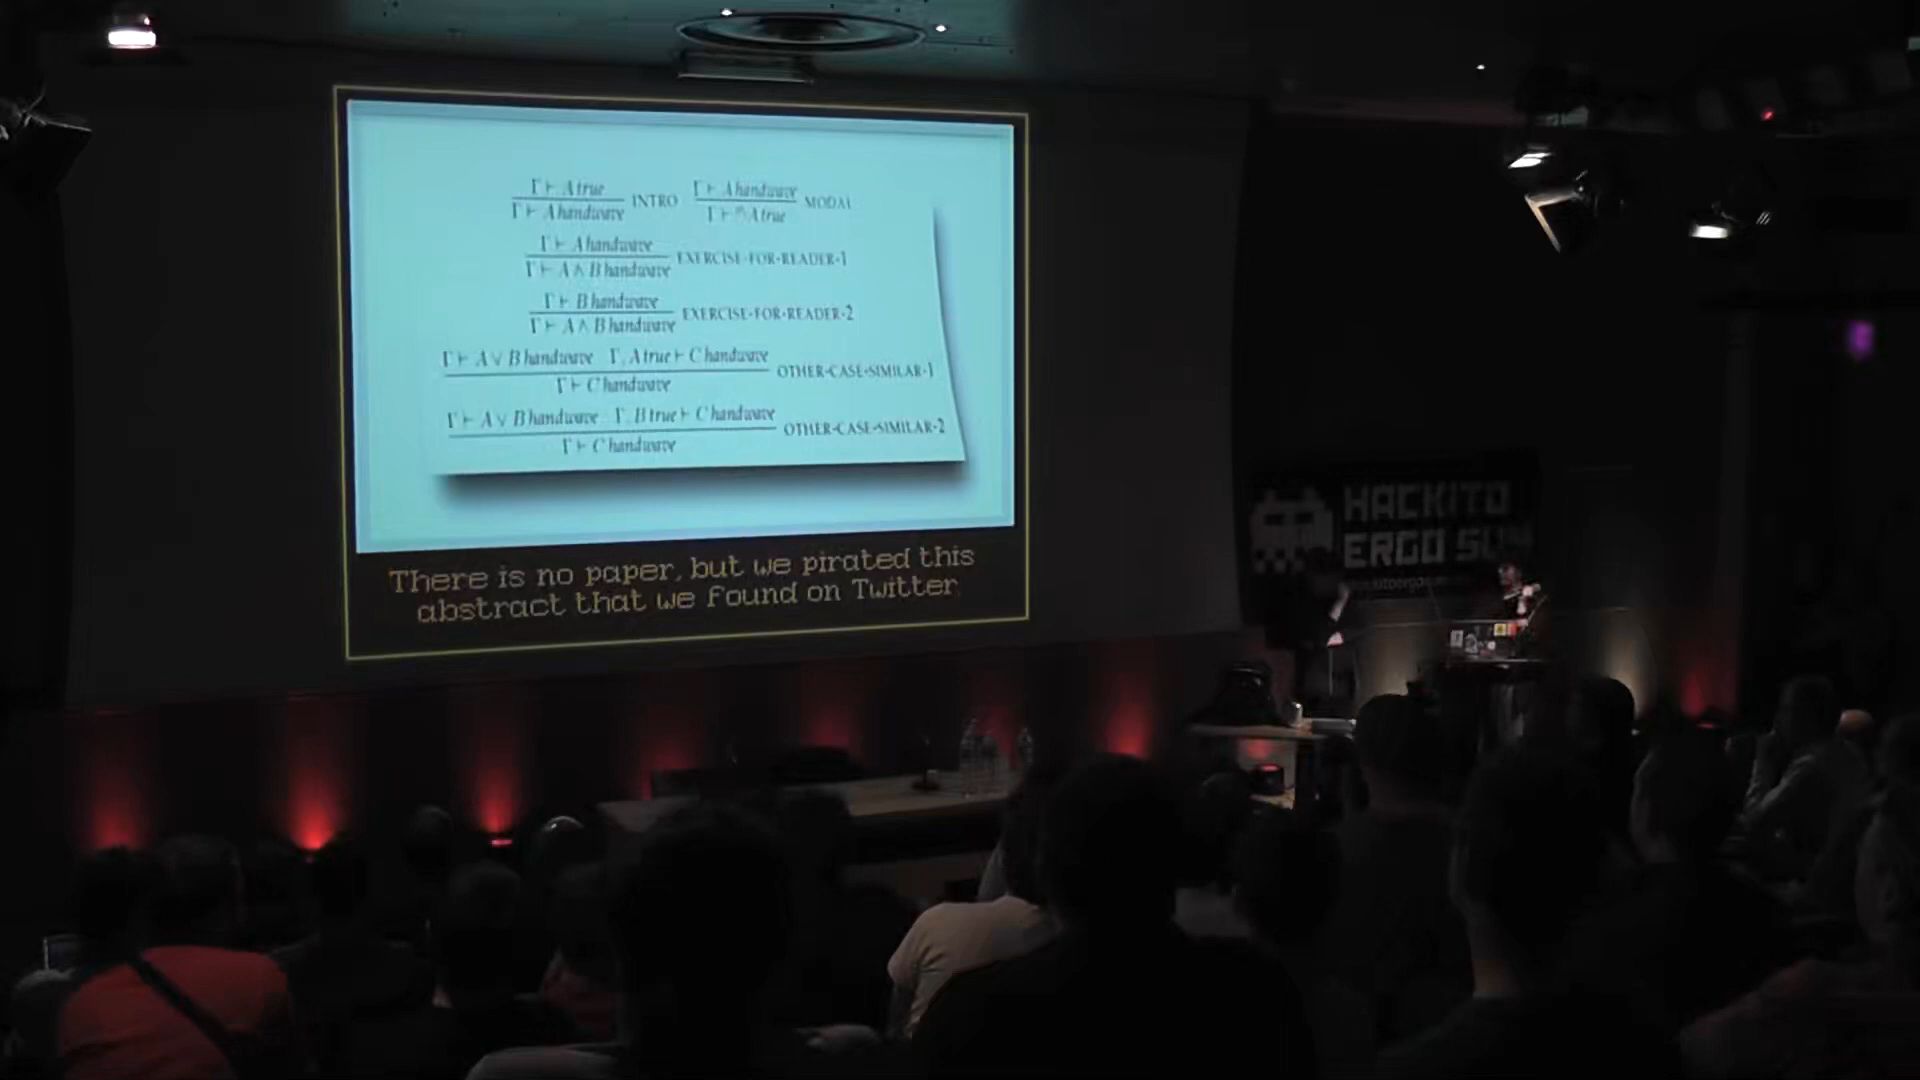 Γ ⊢ A true
Γ ⊢ A handwave INTRO
Γ ⊢ A handwave
Γ ⊢ A true MODAL
Γ ⊢ A handwave
Γ ⊢ A ∧ B handwave EXERCISE-FOR-READER-1
Γ ⊢ B handwave
Γ ⊢ A ∧ B handwave EXERCISE-FOR-READER-2
Γ ⊢ A ∨ B handwave Γ, A true ⊢ C handwave
Γ ⊢ C handwave OTHER-CASE-SIMILAR-1
Γ ⊢ A ∨ B handwave Γ, B true ⊢ C handwave
Γ ⊢ C handwave OTHER-CASE-SIMILAR-2
There is no paper, but we pirated this
abstract that we found on Twitter.
HACKITO
ERGO SUM